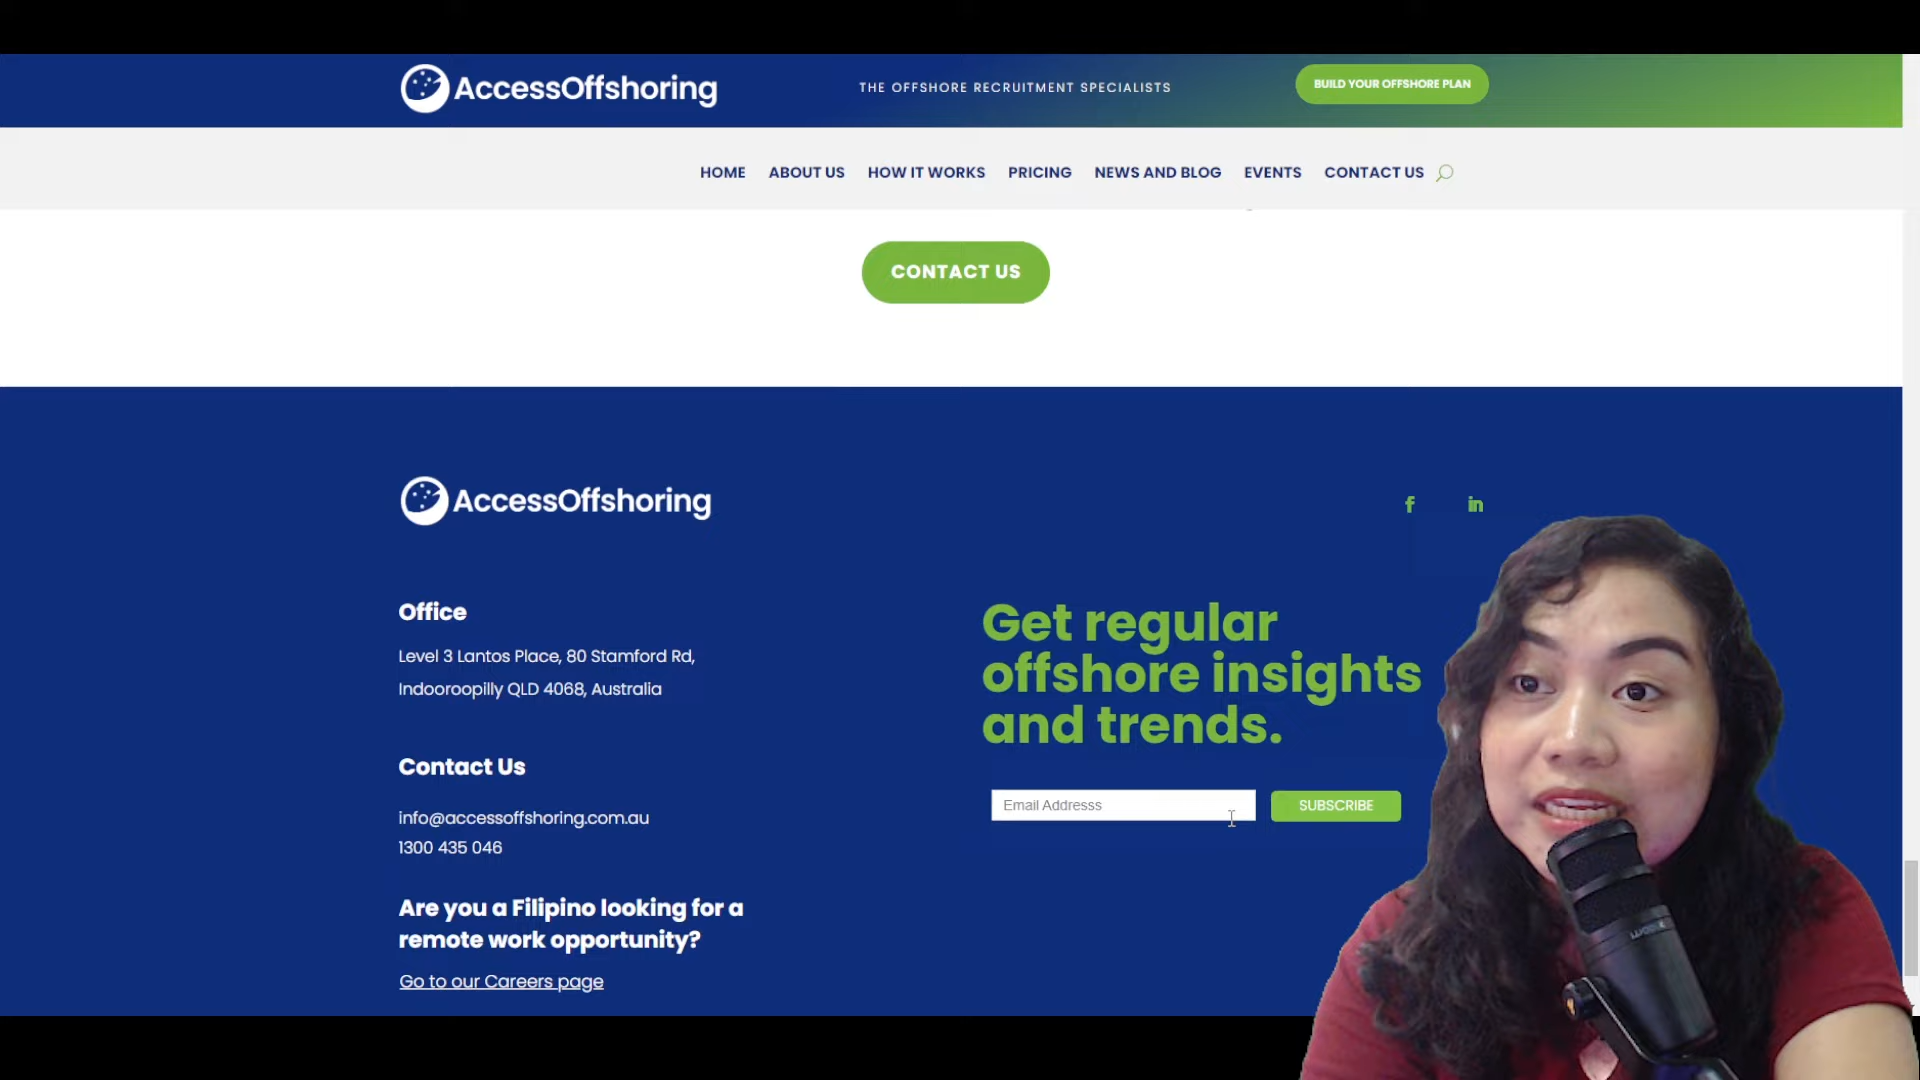 AccessOffshoring
THE OFFSHORE RECRUITMENT SPECIALISTS
BUILD YOUR OFFSHORE PLAN
HOME ABOUT US HOW IT WORKS PRICING NEWS AND BLOG EVENTS CONTACT US
CONTACT US
AccessOffshoring
f in
Office
Level 3 Lantos Place, 80 Stamford Rd,
Indooroopilly QLD 4068, Australia
Contact Us
info@accessoffshoring.com.au
1300 435 046
Are you a Filipino looking for a
remote work opportunity?
Go to our Careers page
Get regular
offshore insights
and trends.
Email Addresss
SUBSCRIBE